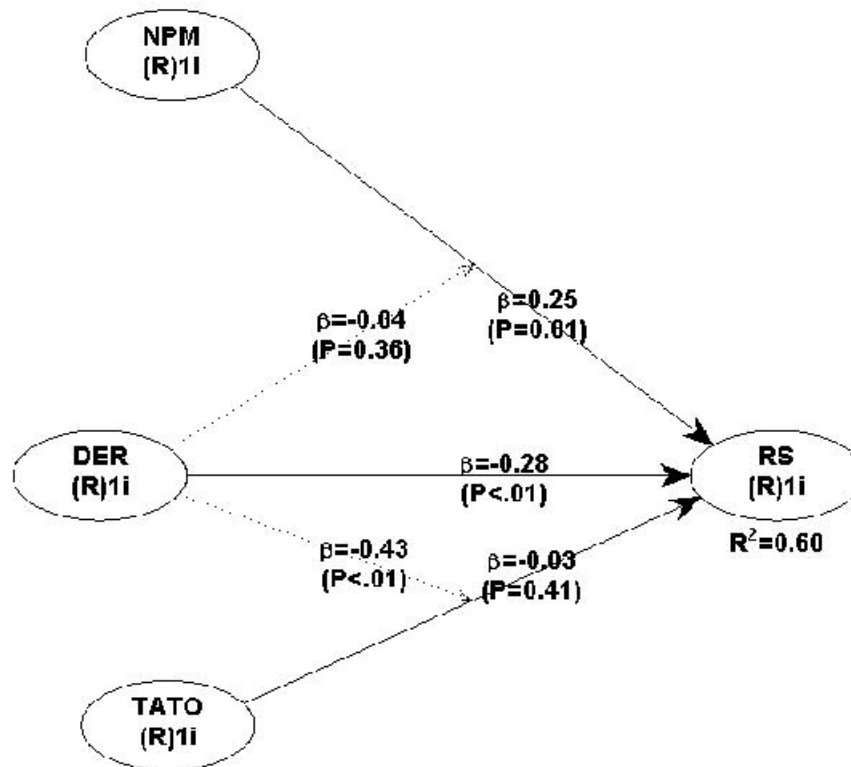 NPM
(R)1i
β=0.25
(P=0.01)
β=-0.04
(P=0.36)
DER
(R)1i
β=-0.28
(P<.01)
RS
(R)1i
R²=0.60
β=-0.43
(P<.01)
β=-0.03
(P=0.41)
TATO
(R)1i